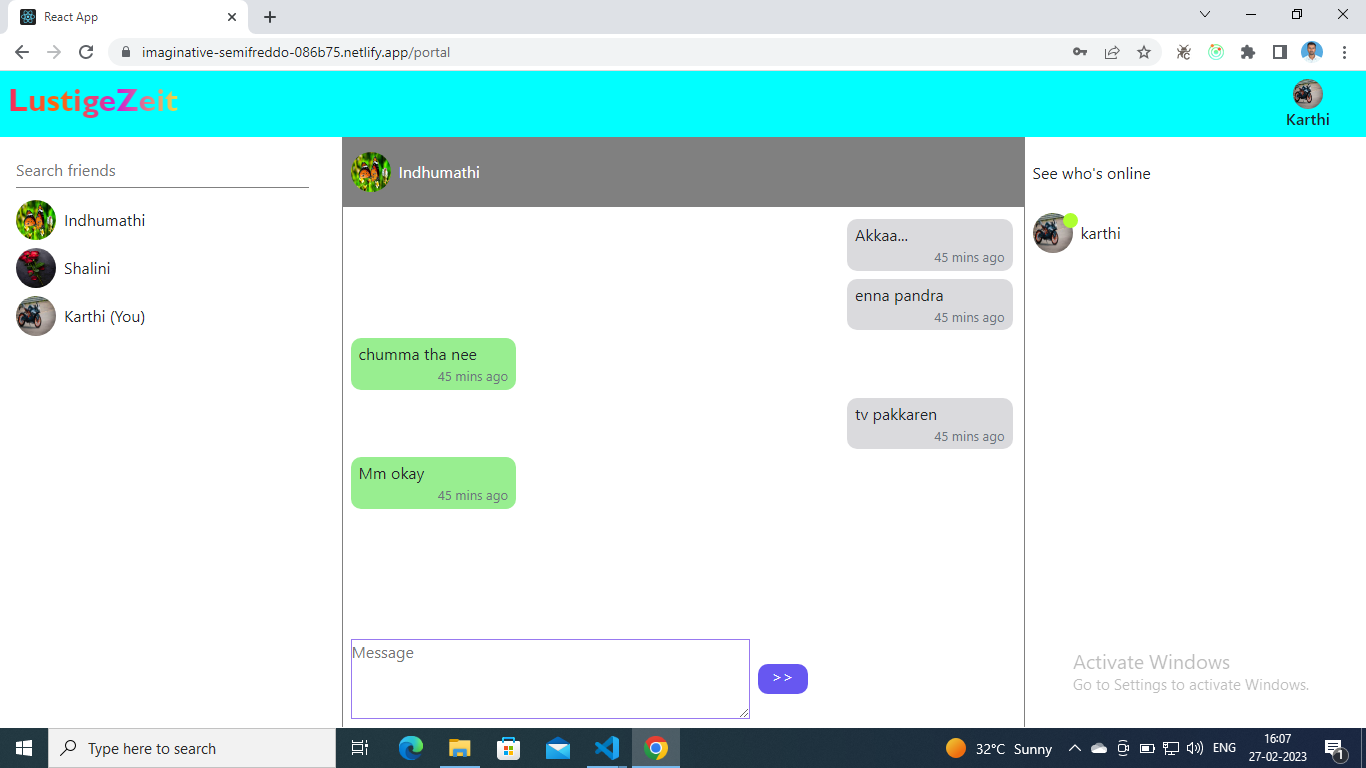 React App
imaginative-semifreddo-086b75.netlify.app/portal
LustigeZeit
Karthi
Search friends
Indhumathi
Shalini
Karthi (You)
Indhumathi
Akkaa...
45 mins ago
enna pandra
45 mins ago
chumma tha nee
45 mins ago
tv pakkaren
45 mins ago
Mm okay
45 mins ago
Message
>>
See who's online
karthi
Activate Windows
Go to Settings to activate Windows.
Type here to search
32°C Sunny
ENG
16:07
27-02-2023
1